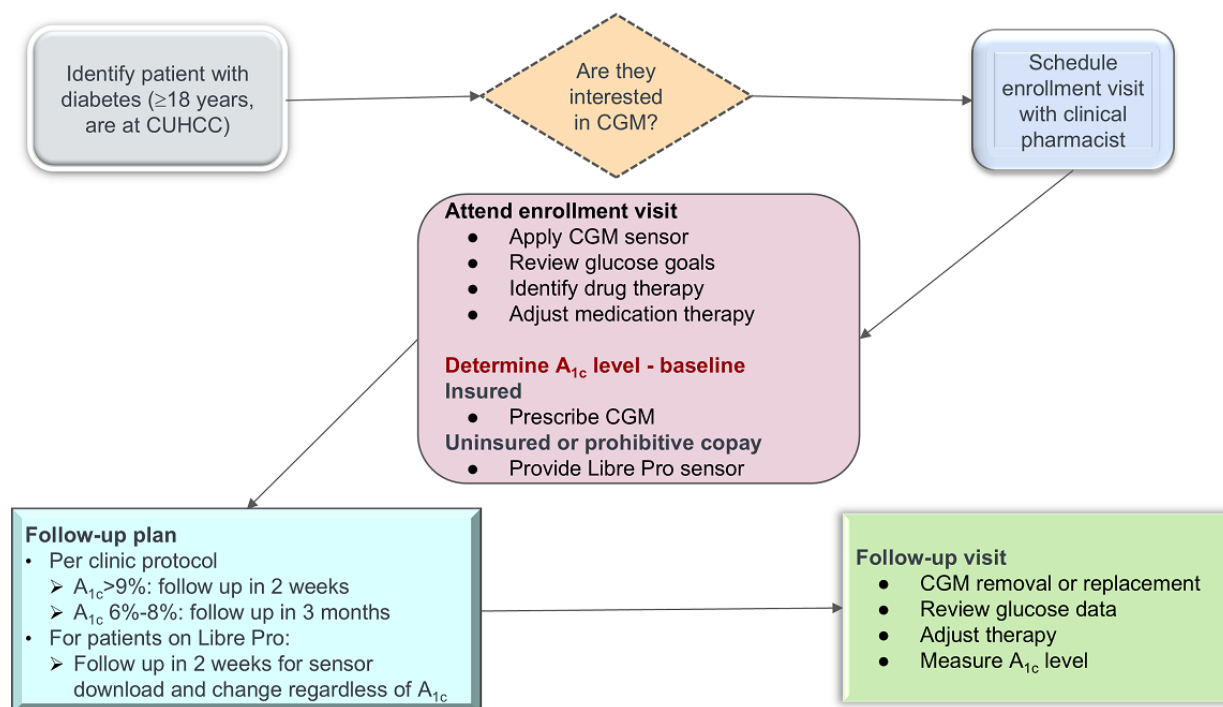 Identify patient with
diabetes (≥18 years,
are at CUHCC)
Are they
interested
in CGM?
Schedule
enrollment visit
with clinical
pharmacist
Attend enrollment visit
● Apply CGM sensor
● Review glucose goals
● Identify drug therapy
● Adjust medication therapy
Determine A1c level - baseline
Insured
● Prescribe CGM
Uninsured or prohibitive copay
● Provide Libre Pro sensor
Follow-up plan
• Per clinic protocol
➢ A1c>9%: follow up in 2 weeks
➢ A1c 6%-8%: follow up in 3 months
• For patients on Libre Pro:
➢ Follow up in 2 weeks for sensor
download and change regardless of A1c
Follow-up visit
● CGM removal or replacement
● Review glucose data
● Adjust therapy
● Measure A1c level